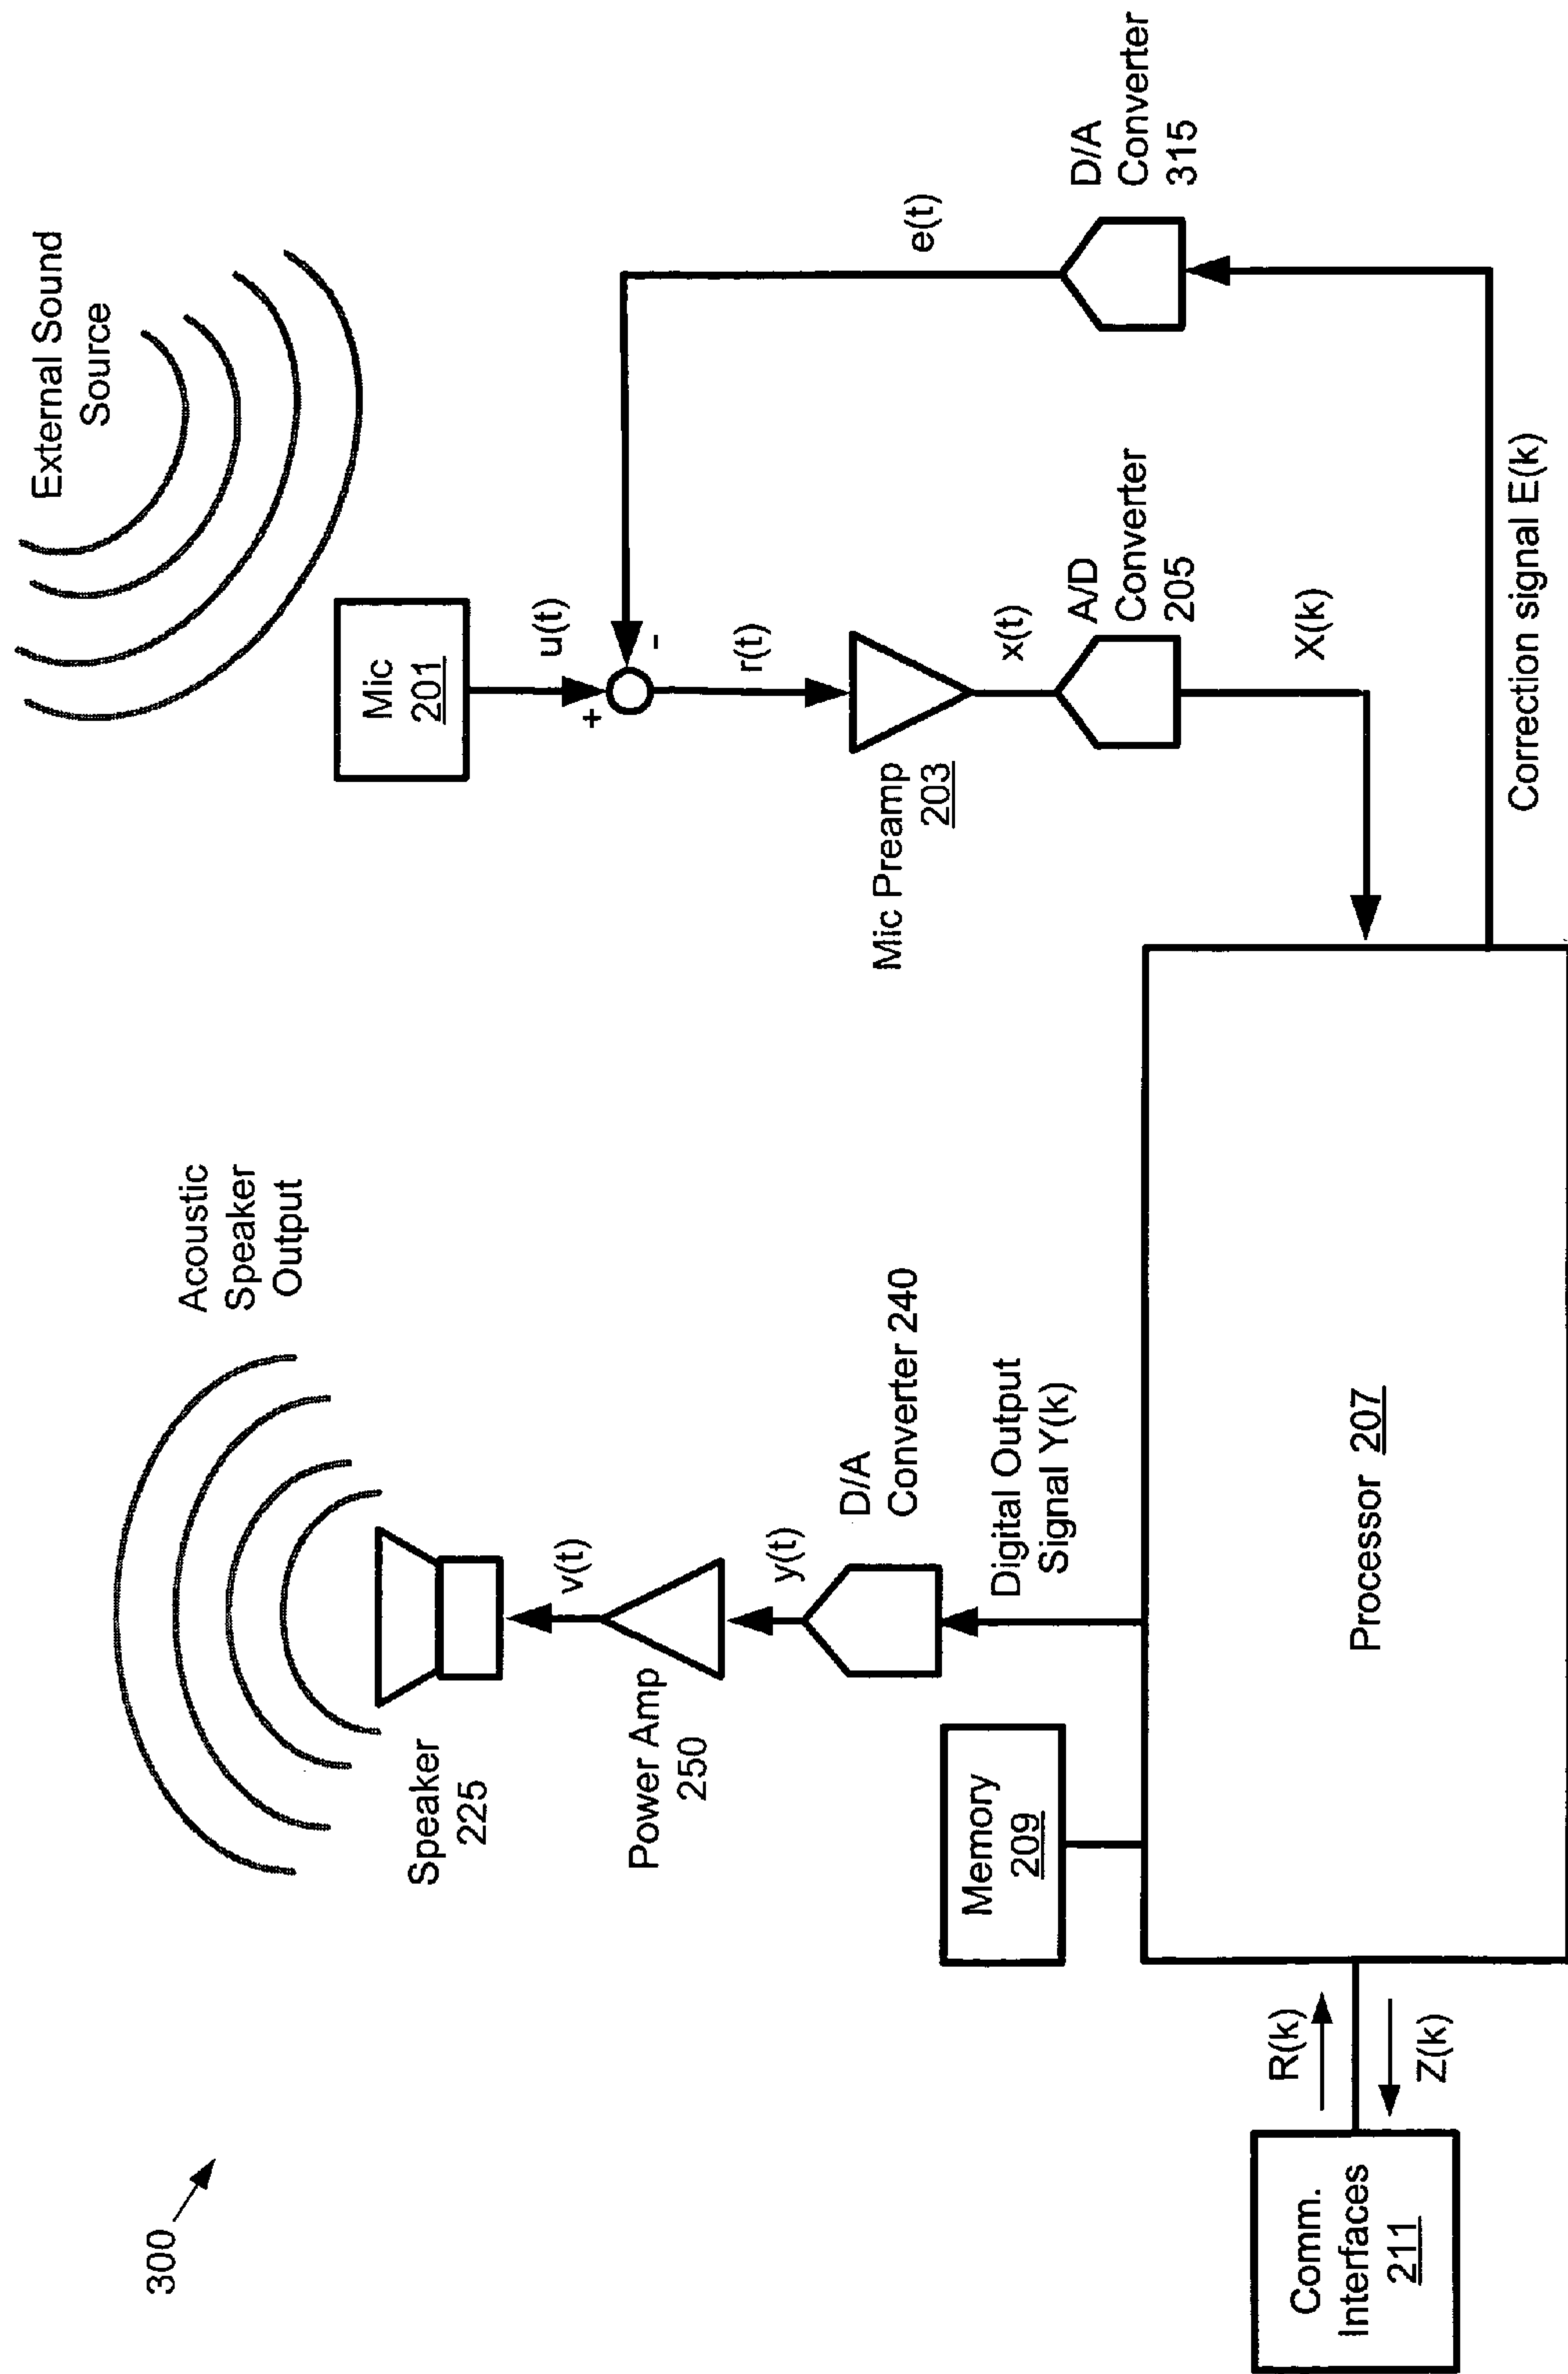 300
Acoustic
Speaker
Output
External Sound
Source
Speaker
225
v(t)
Mic
201
u(t)
+
-
e(t)
Power Amp
250
y(t)
r(t)
D/A
Converter 240
Mic Preamp
203
x(t)
A/D
Converter
205
D/A
Converter
315
Memory
209
Digital Output
Signal Y(k)
X(k)
Comm.
Interfaces
211
R(k)
Z(k)
Processor 207
Correction signal E(k)